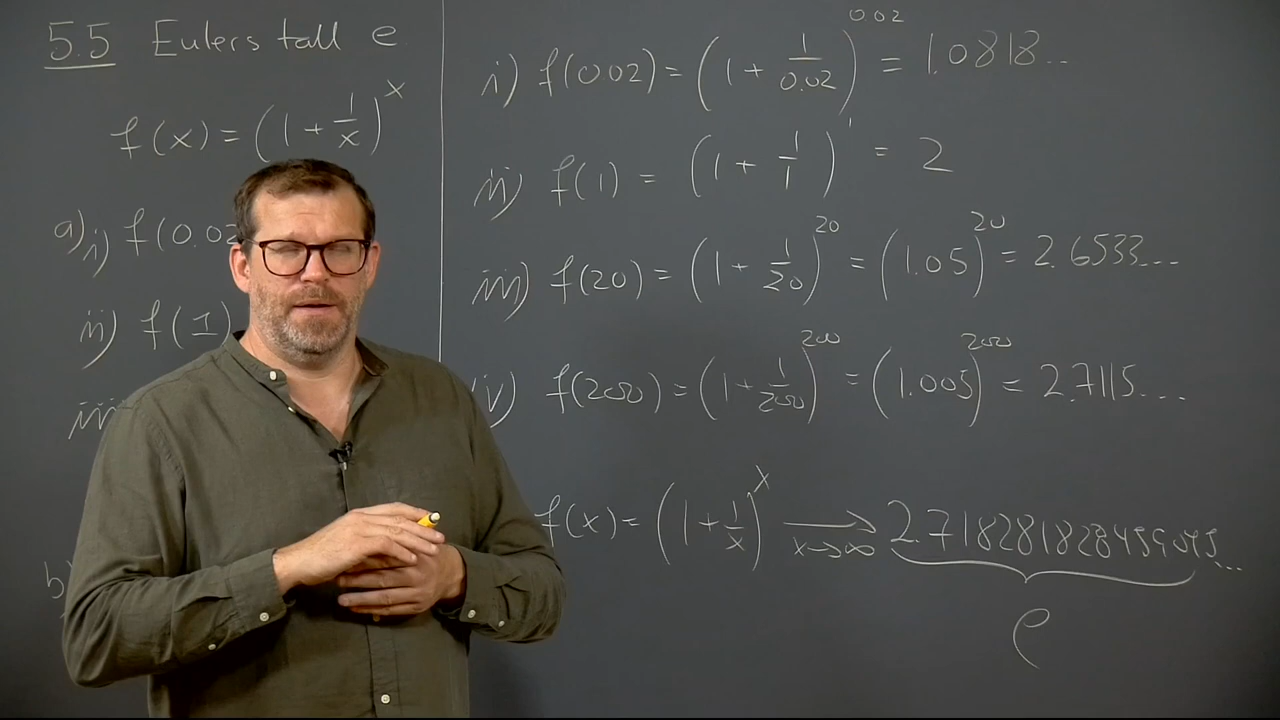 5.5 Eulers tall e
f(x) = (1 + 1/x)^x
a) i) f(0.02
ii) f(1)
iii)
b)
i) f(0.02) = (1 + 1/0.02)^0.02 = 1.0818...
ii) f(1) = (1 + 1/1)^1 = 2
iii) f(20) = (1 + 1/20)^20 = (1.05)^20 = 2.6533...
iv) f(200) = (1 + 1/200)^200 = (1.005)^200 = 2.7115...
f(x) = (1 + 1/x)^x ⟶ x→∞ 2.718281828459045...
e